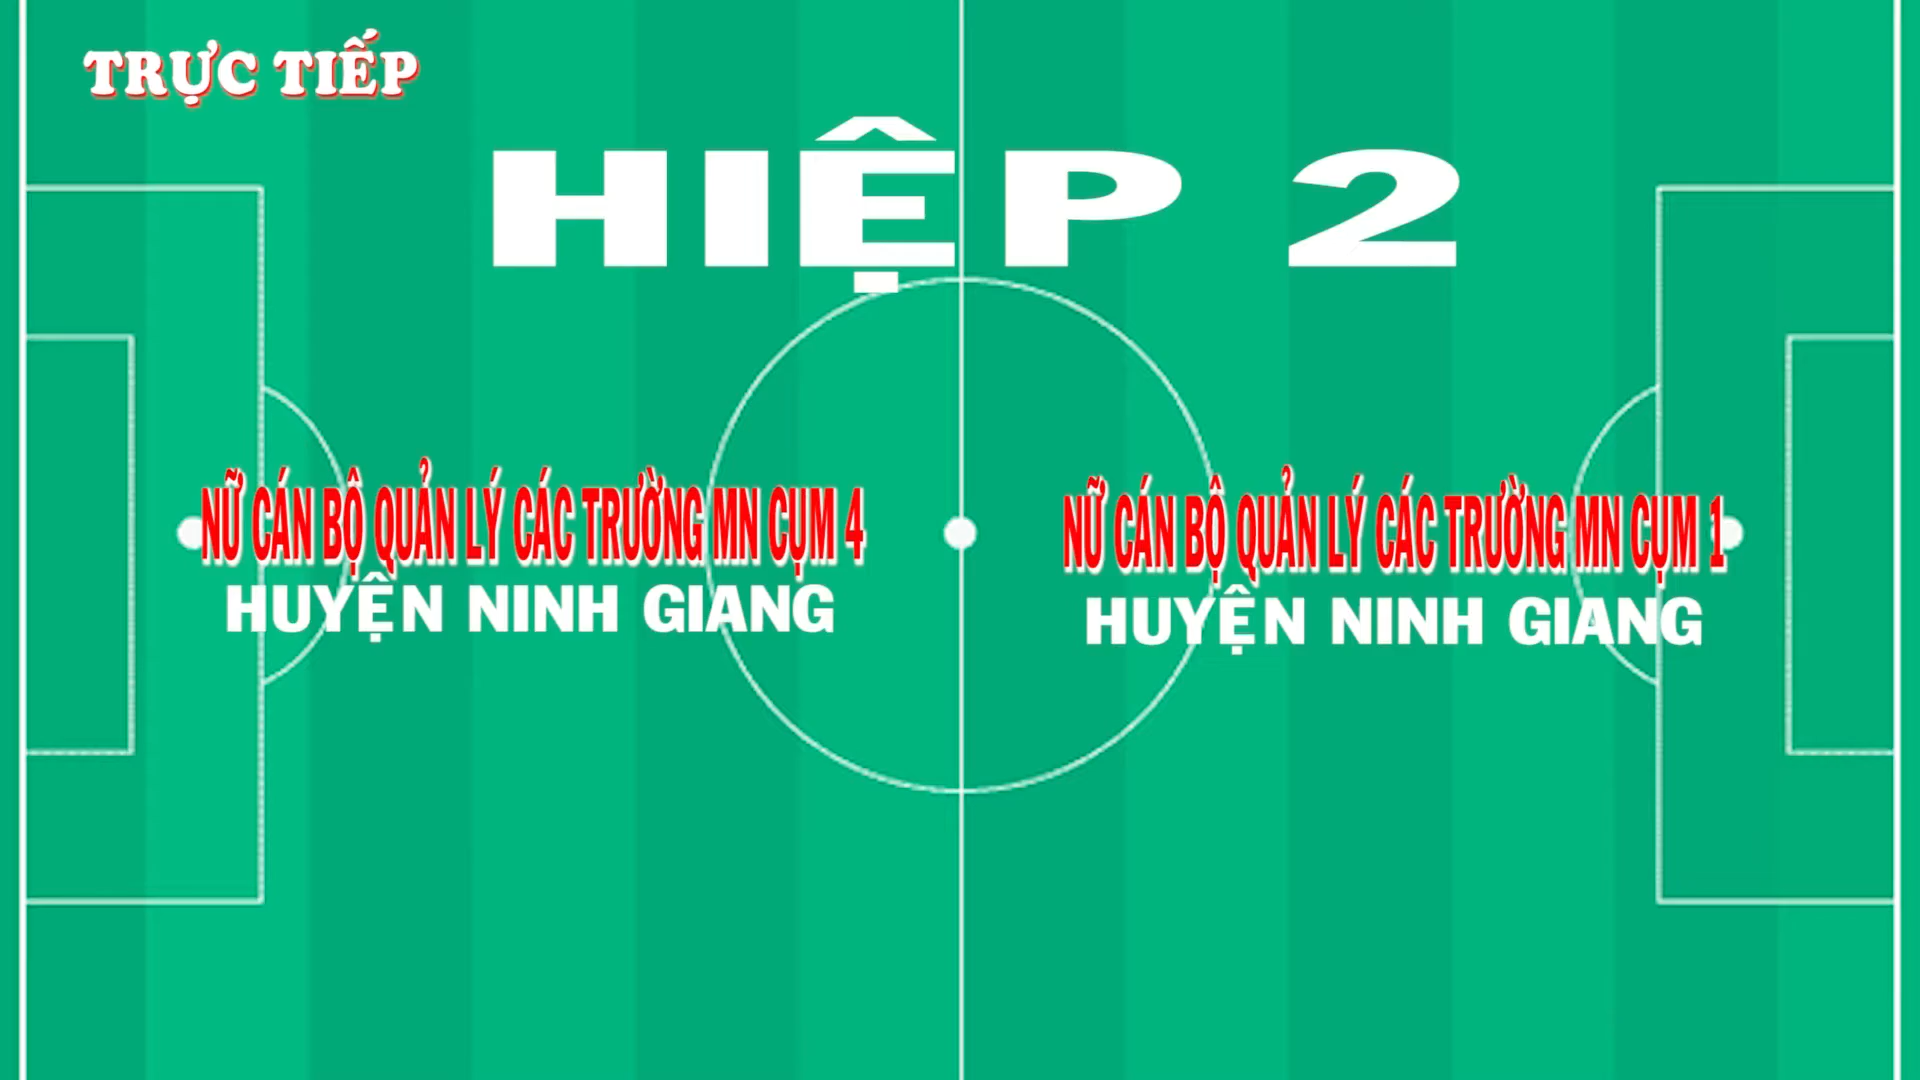 TRỰC TIẾP
HIỆP 2
NỮ CÁN BỘ QUẢN LÝ CÁC TRƯỜNG MN CỤM 4
HUYỆN NINH GIANG
NỮ CÁN BỘ QUẢN LÝ CÁC TRƯỜNG MN CỤM 1
HUYỆN NINH GIANG